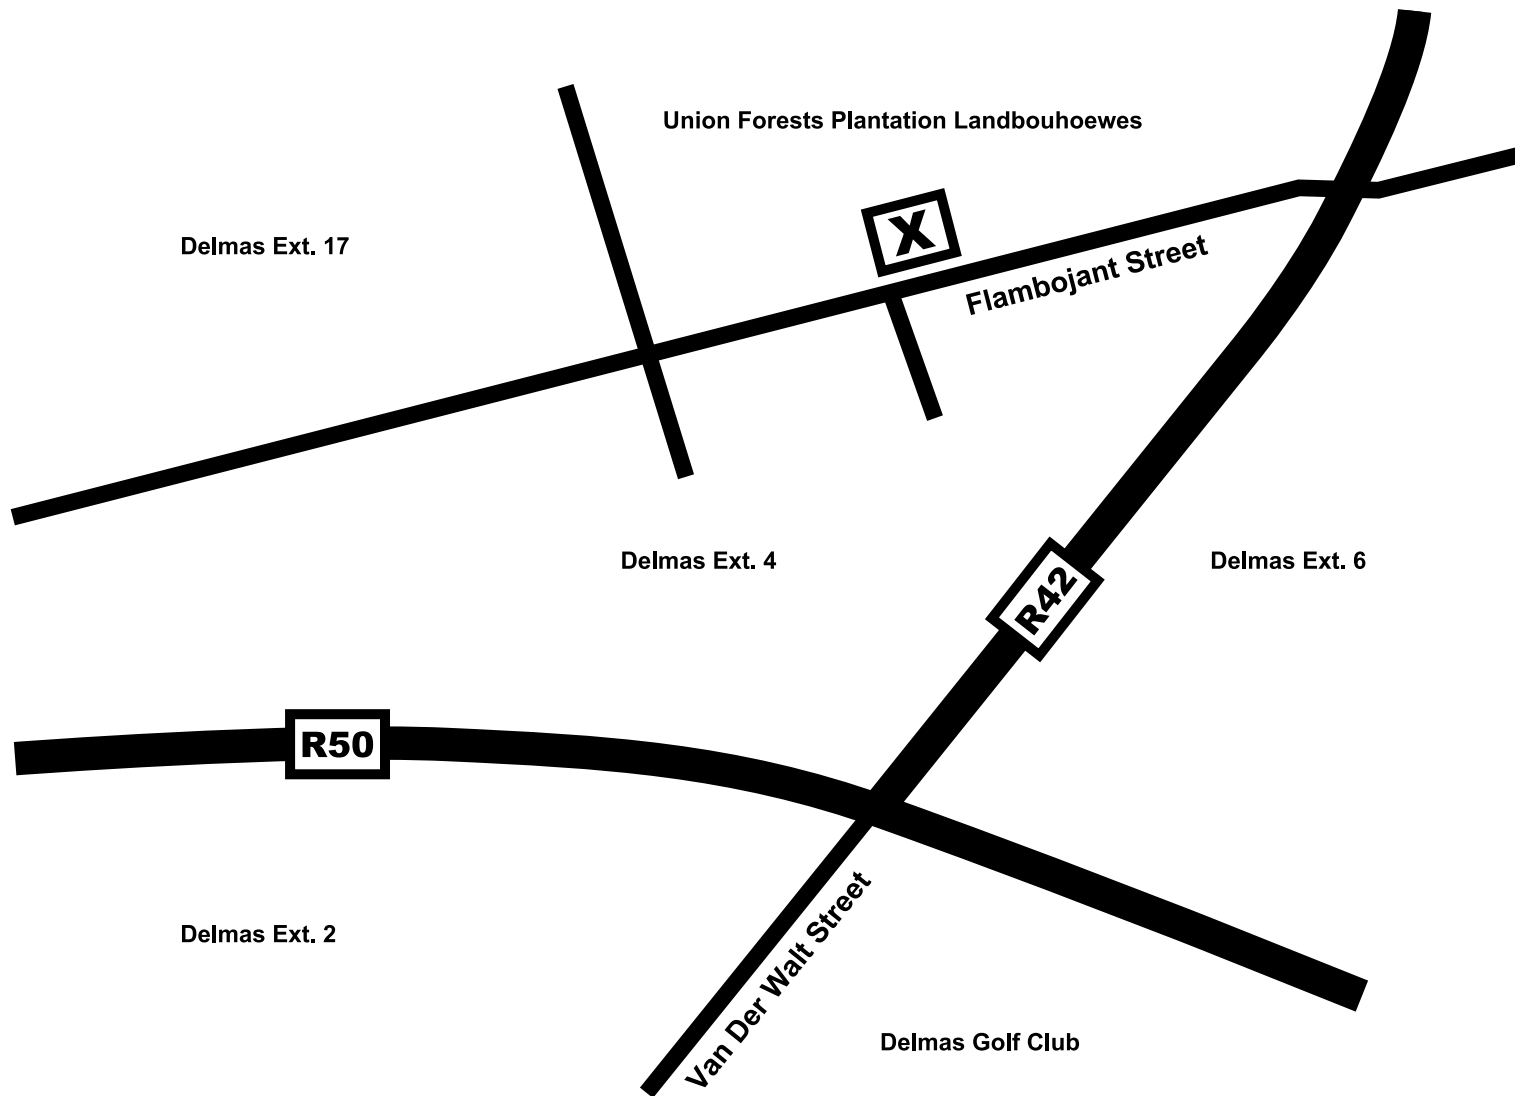 Union Forests Plantation Landbouhoewes
Delmas Ext. 17
X
Flambojant Street
Delmas Ext. 4
Delmas Ext. 6
R42
R50
Delmas Ext. 2
Van Der Walt Street
Delmas Golf Club